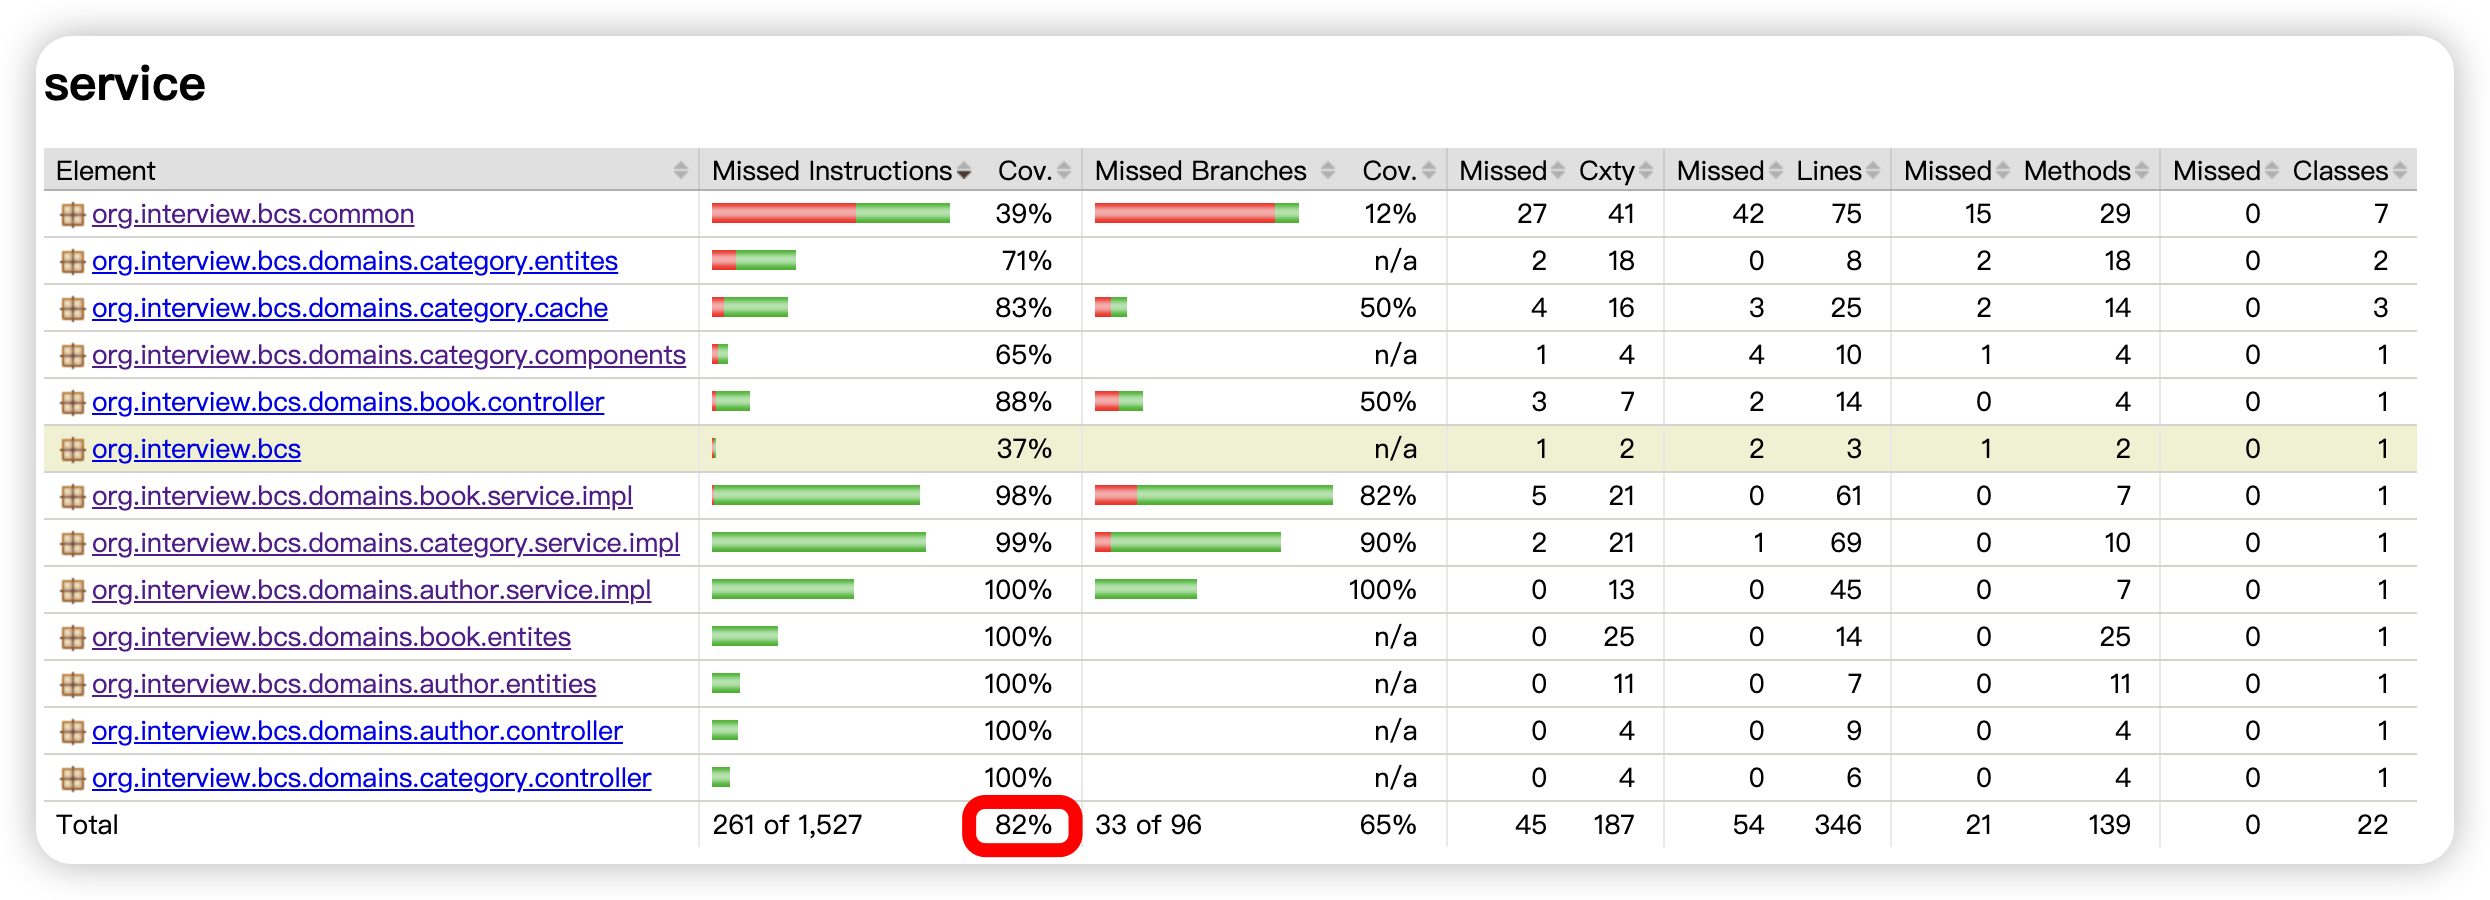 service
Element Missed Instructions Cov. Missed Branches Cov. Missed Cxty Missed Lines Missed Methods Missed Classes
org.interview.bcs.common 39% 12% 27 41 42 75 15 29 0 7
org.interview.bcs.domains.category.entites 71% n/a 2 18 0 8 2 18 0 2
org.interview.bcs.domains.category.cache 83% 50% 4 16 3 25 2 14 0 3
org.interview.bcs.domains.category.components 65% n/a 1 4 4 10 1 4 0 1
org.interview.bcs.domains.book.controller 88% 50% 3 7 2 14 0 4 0 1
org.interview.bcs 37% n/a 1 2 2 3 1 2 0 1
org.interview.bcs.domains.book.service.impl 98% 82% 5 21 0 61 0 7 0 1
org.interview.bcs.domains.category.service.impl 99% 90% 2 21 1 69 0 10 0 1
org.interview.bcs.domains.author.service.impl 100% 100% 0 13 0 45 0 7 0 1
org.interview.bcs.domains.book.entites 100% n/a 0 25 0 14 0 25 0 1
org.interview.bcs.domains.author.entities 100% n/a 0 11 0 7 0 11 0 1
org.interview.bcs.domains.author.controller 100% n/a 0 4 0 9 0 4 0 1
org.interview.bcs.domains.category.controller 100% n/a 0 4 0 6 0 4 0 1
Total 261 of 1,527 82% 33 of 96 65% 45 187 54 346 21 139 0 22